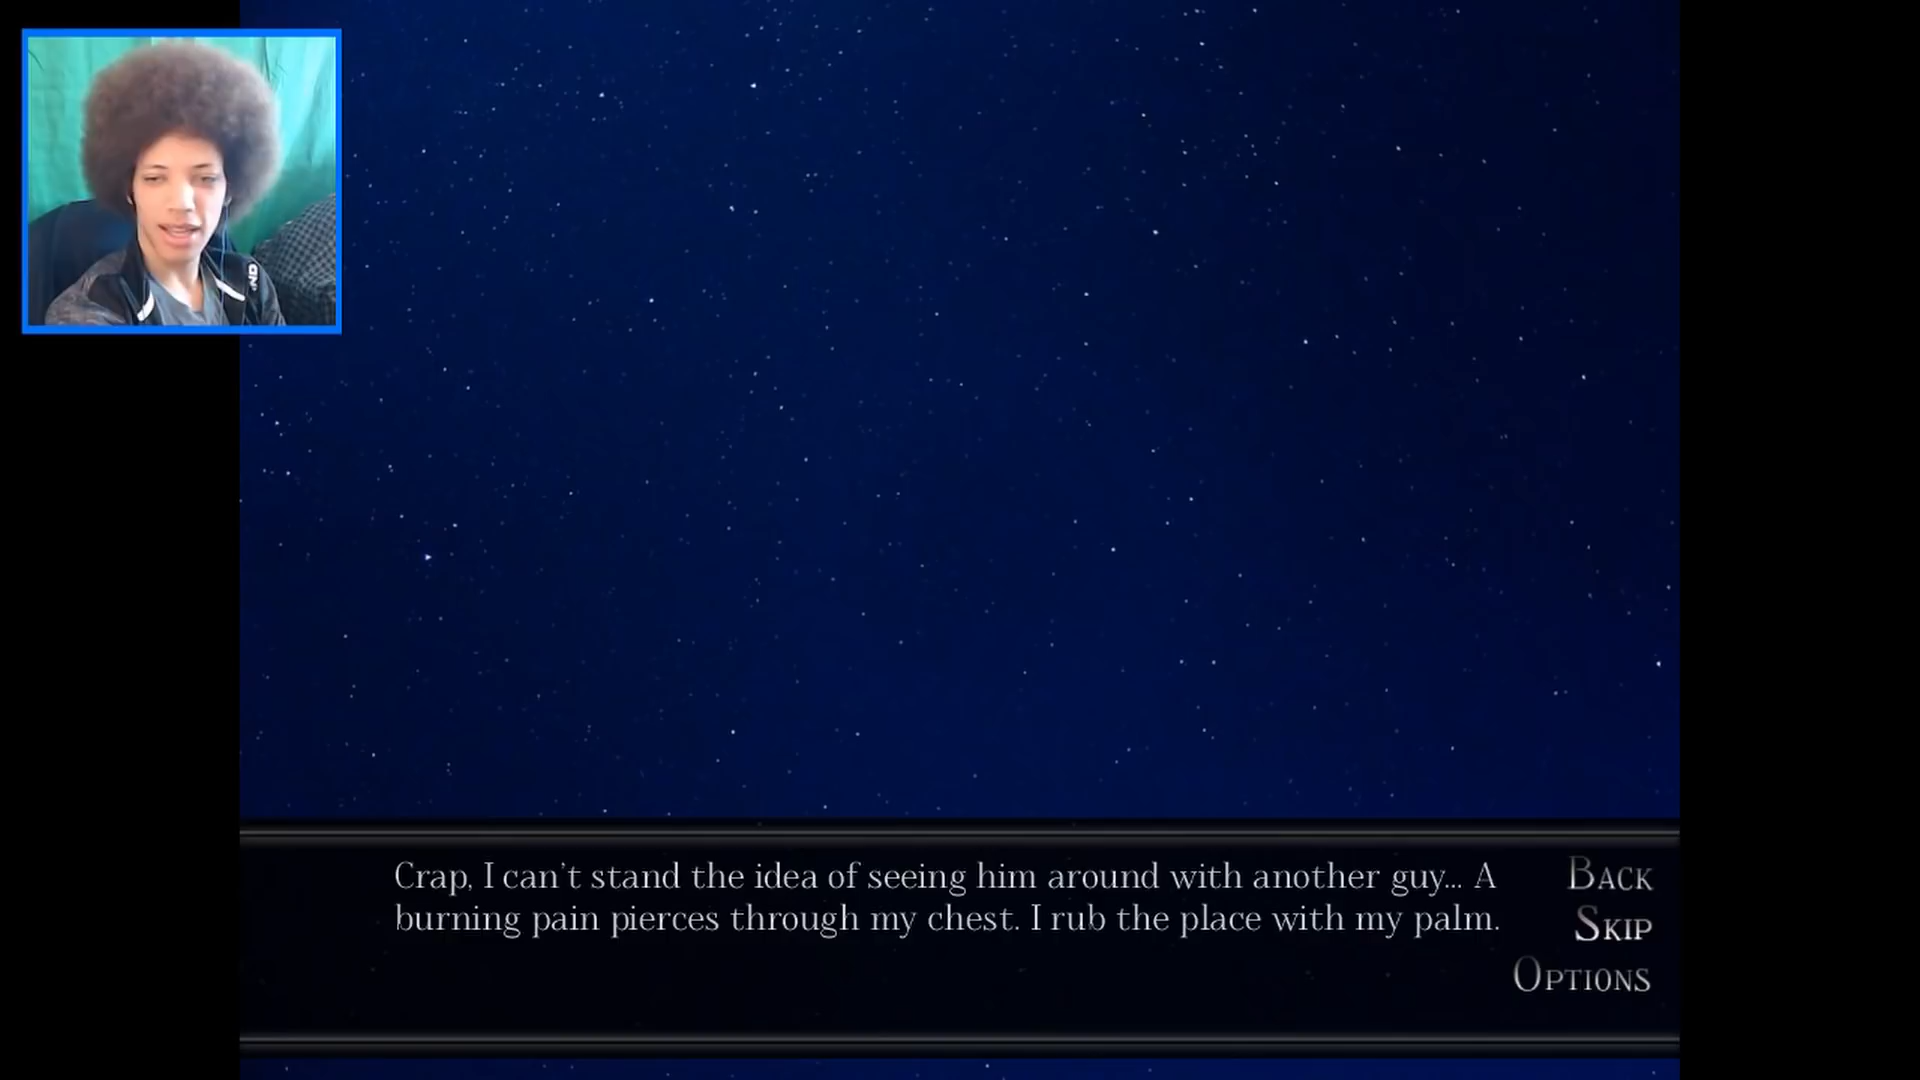 Crap, I can't stand the idea of seeing him around with another guy... A
burning pain pierces through my chest. I rub the place with my palm.
BACK
SKIP
OPTIONS